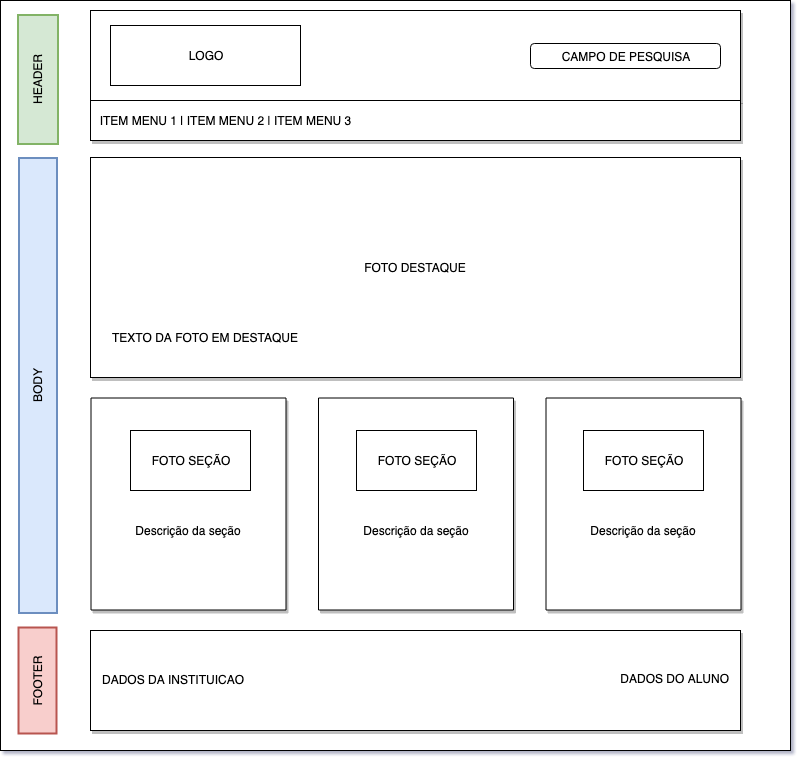 HEADER
LOGO
CAMPO DE PESQUISA
ITEM MENU 1 | ITEM MENU 2 | ITEM MENU 3
BODY
FOTO DESTAQUE
TEXTO DA FOTO EM DESTAQUE
FOTO SEÇÃO
Descrição da seção
FOTO SEÇÃO
Descrição da seção
FOTO SEÇÃO
Descrição da seção
FOOTER
DADOS DA INSTITUICAO
DADOS DO ALUNO